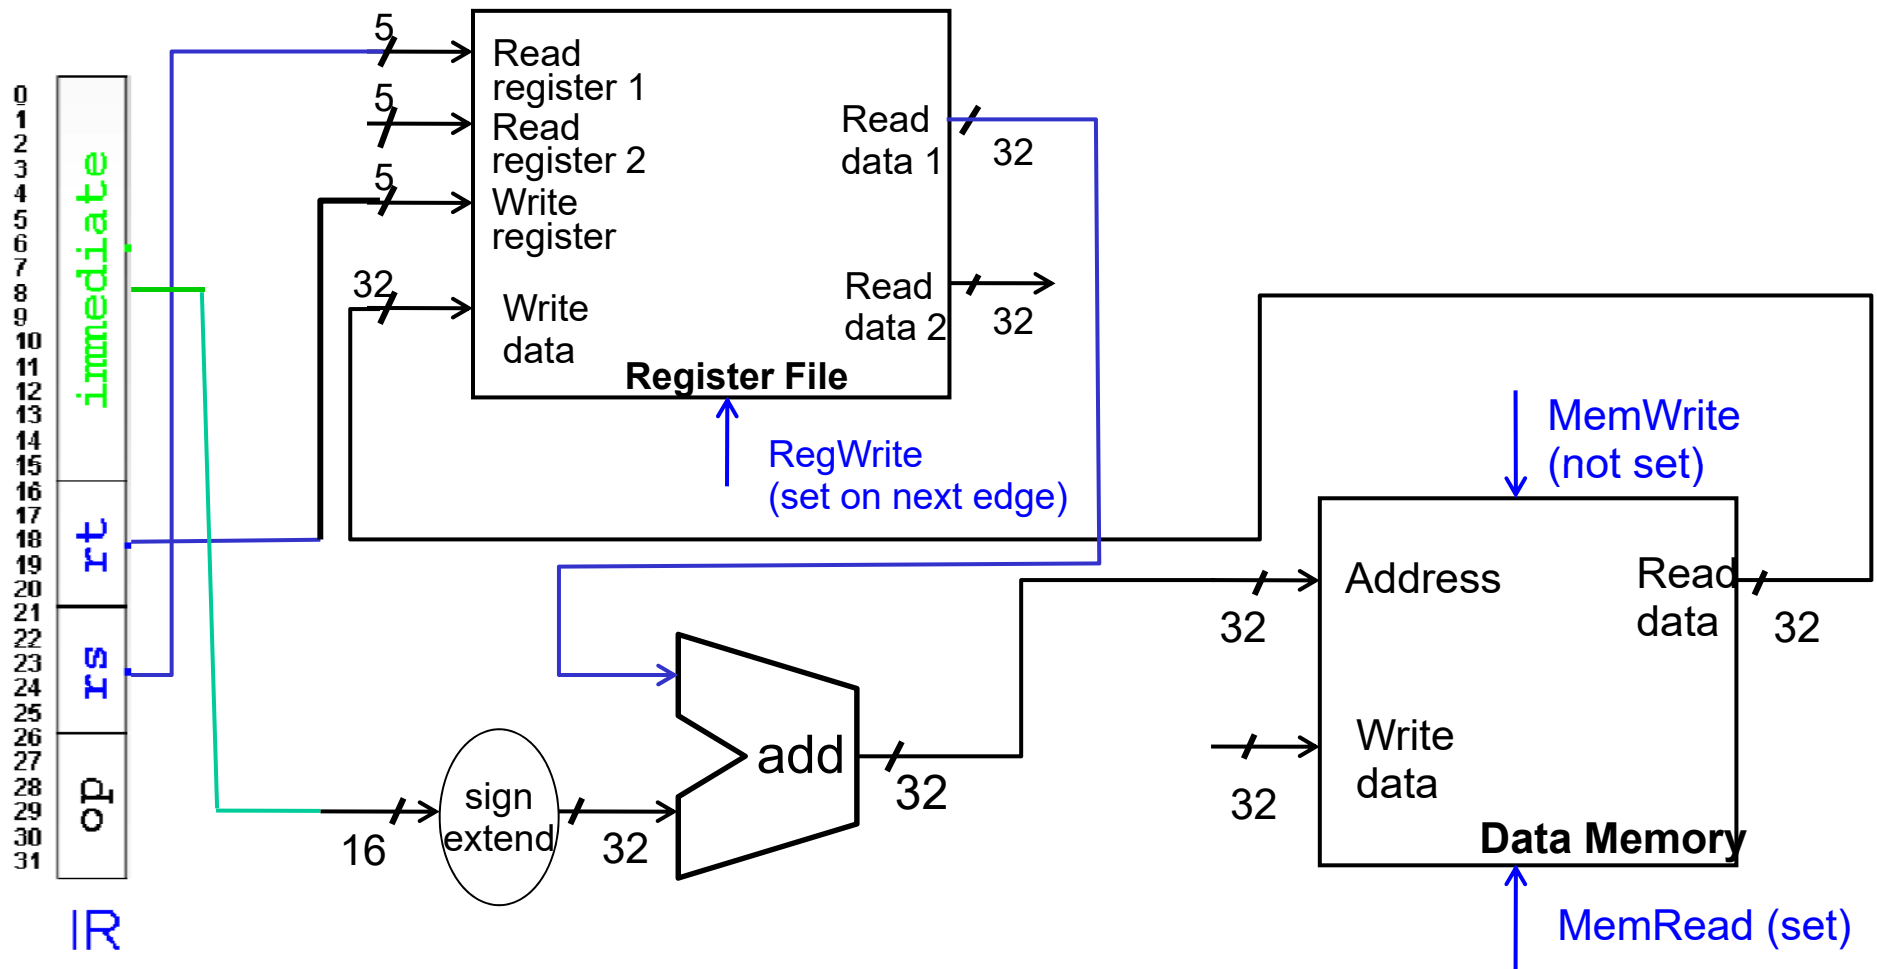 0
1
2
3
4
5
6
7
8
9
10
11
12
13
14
15
16
17
18
19
20
21
22
23
24
25
26
27
28
29
30
31
immediate
rt
rs
op
IR
5
5
5
32
Read
register 1
Read
register 2
Write
register
Write
data
Read
data 1
Read
data 2
Register File
32
32
RegWrite
(set on next edge)
16
sign
extend
32
add
32
MemWrite
(not set)
Address
Read
data
Write
data
Data Memory
32
32
32
MemRead (set)